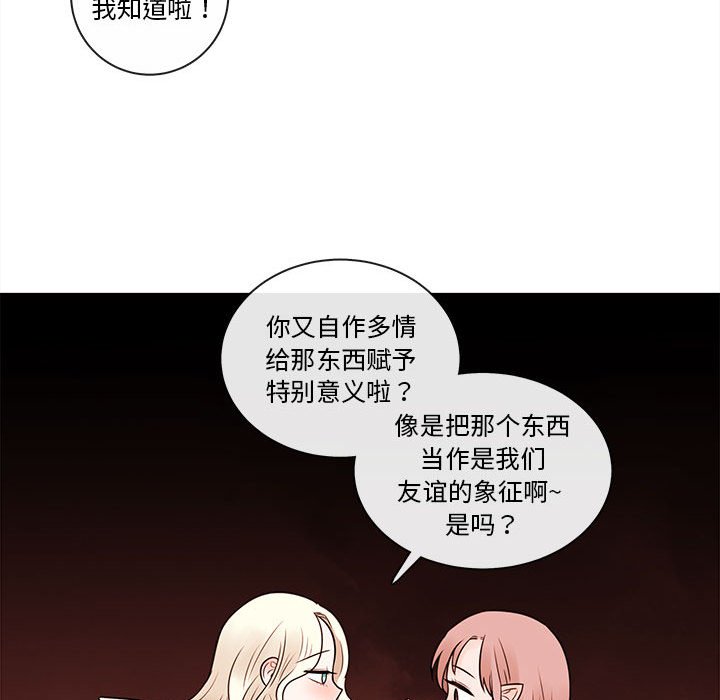 我知道啦！
你又自作多情
给那东西赋予
特别意义啦？
像是把那个东西
当作是我们
友谊的象征啊~
是吗？